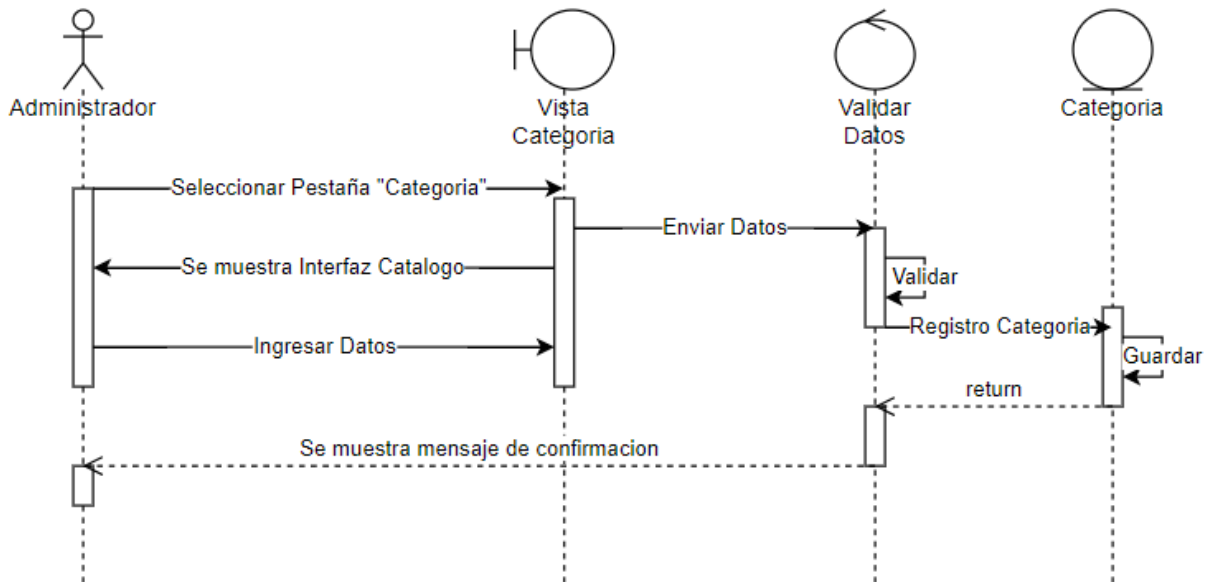 Administrador
Vista
Categoria
Validar
Datos
Categoria
Seleccionar Pestaña "Categoria"
Enviar Datos
Se muestra Interfaz Catalogo
Validar
Registro Categoria
Ingresar Datos
Guardar
return
Se muestra mensaje de confirmacion